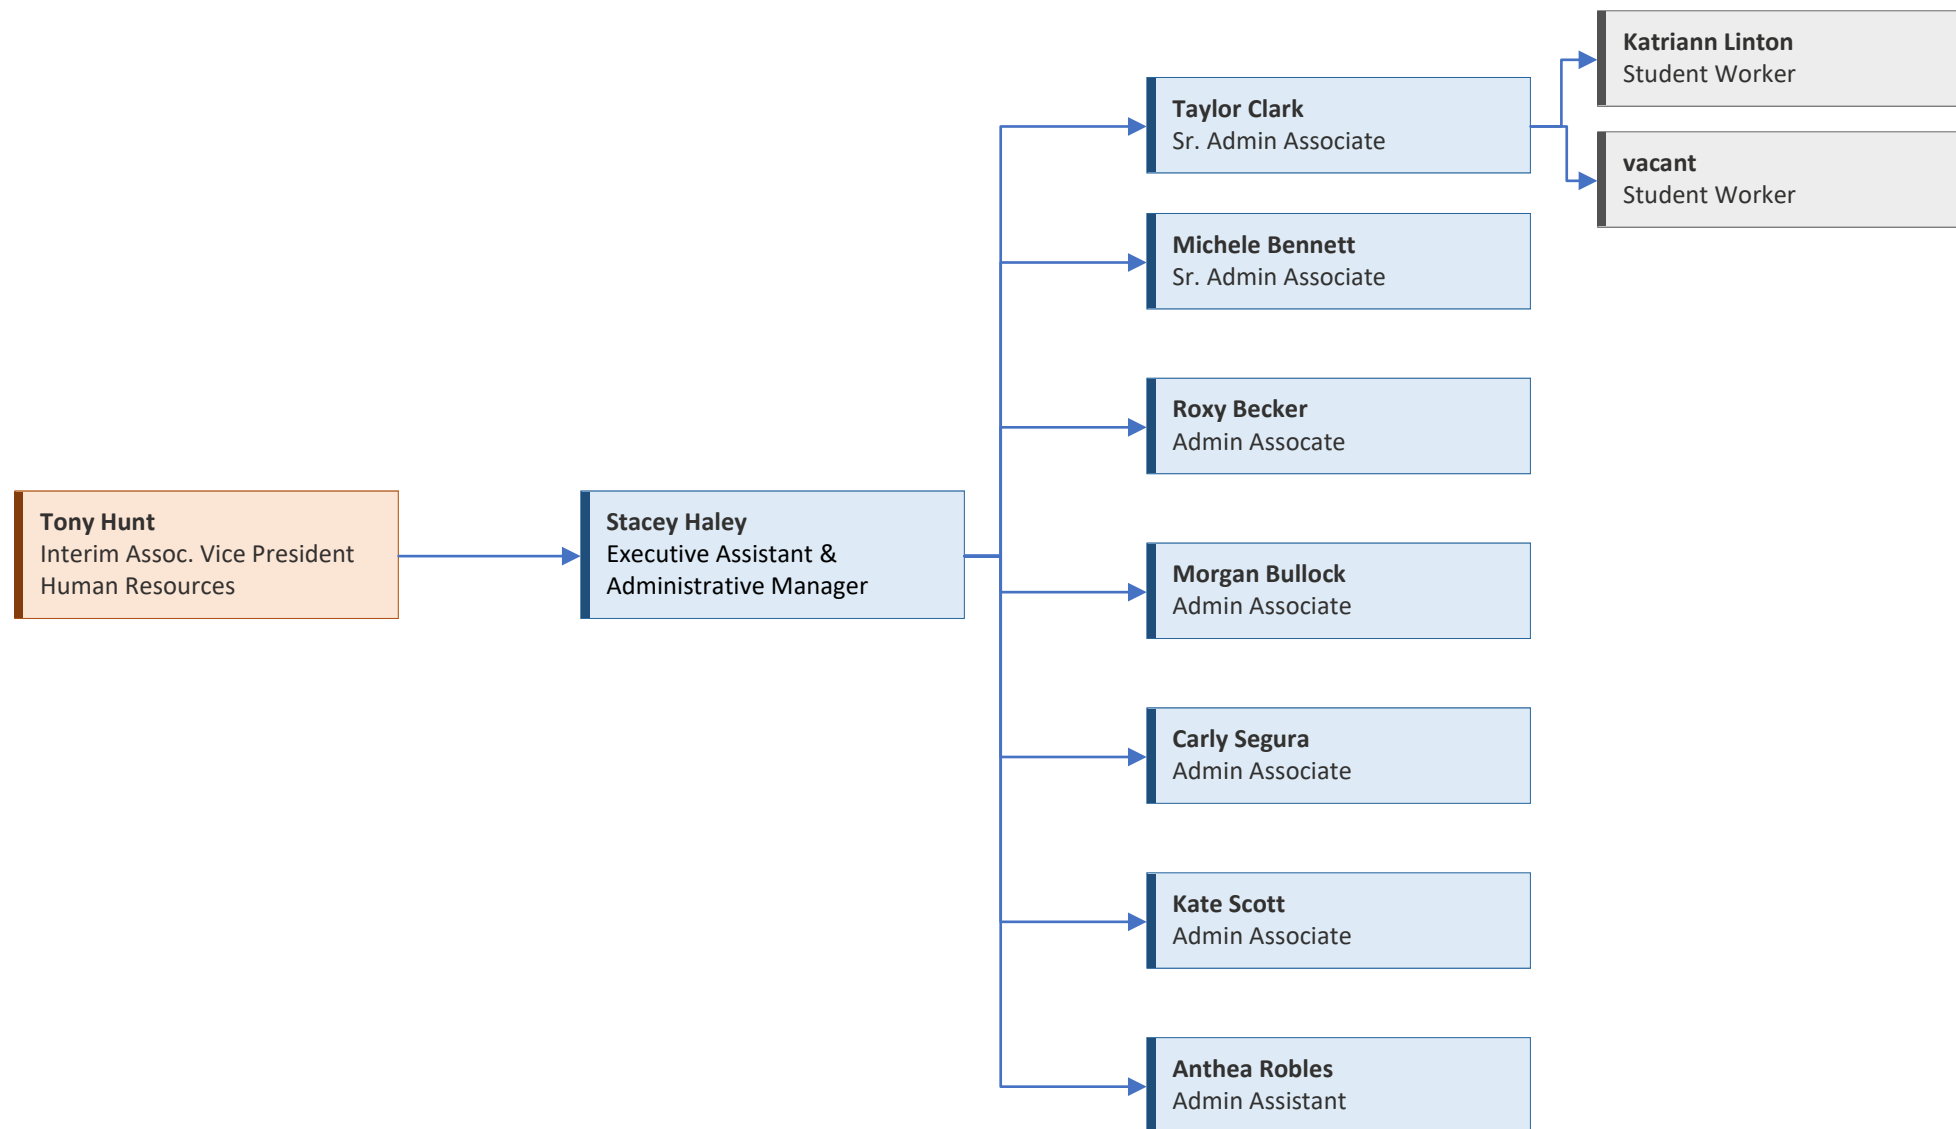 Katriann Linton
Student Worker
Taylor Clark
Sr. Admin Associate
vacant
Student Worker
Michele Bennett
Sr. Admin Associate
Roxy Becker
Admin Assocate
Tony Hunt
Interim Assoc. Vice President
Human Resources
Stacey Haley
Executive Assistant &
Administrative Manager
Morgan Bullock
Admin Associate
Carly Segura
Admin Associate
Kate Scott
Admin Associate
Anthea Robles
Admin Assistant